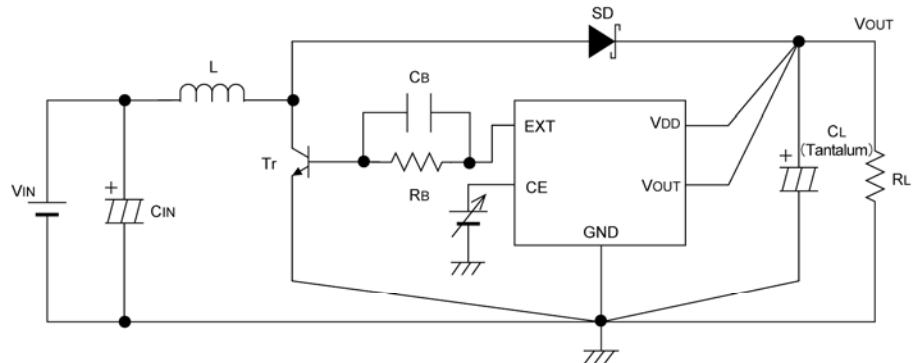 SD
VOUT
L
CB
EXT
VDD
CL
(Tantalum)
Tr
+
VIN
+
CIN
RB
CE
VOUT
RL
GND